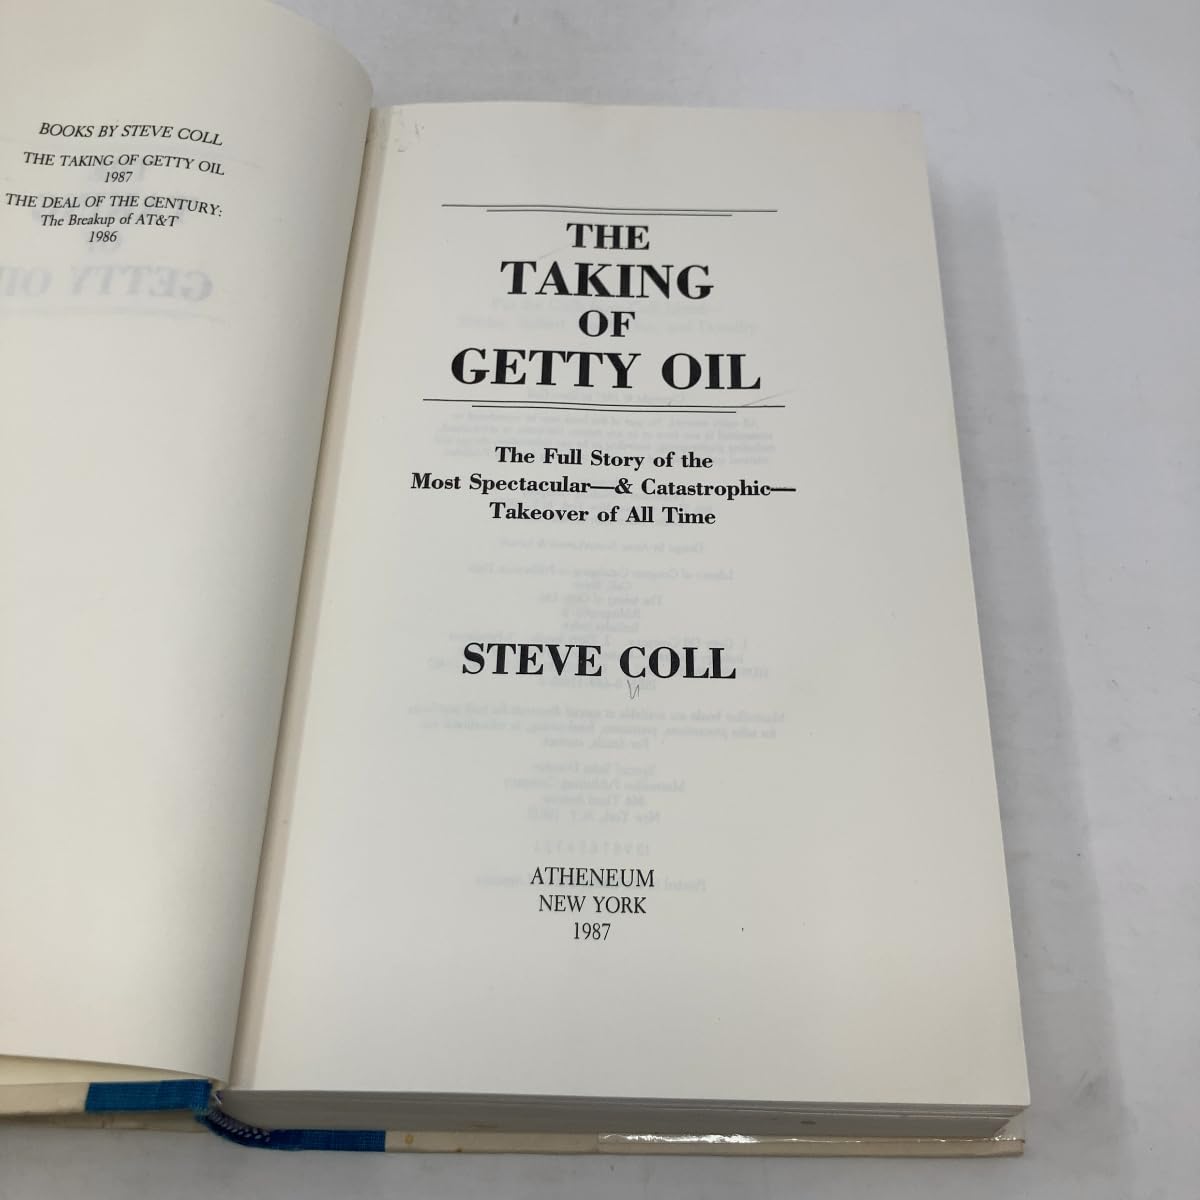 BOOKS BY STEVE COLL
THE TAKING OF GETTY OIL
1987
THE DEAL OF THE CENTURY:
The Breakup of AT&T
1986
THE
TAKING
OF
GETTY OIL
The Full Story of the
Most Spectacular—& Catastrophic—
Takeover of All Time
STEVE COLL
ATHENEUM
NEW YORK
1987